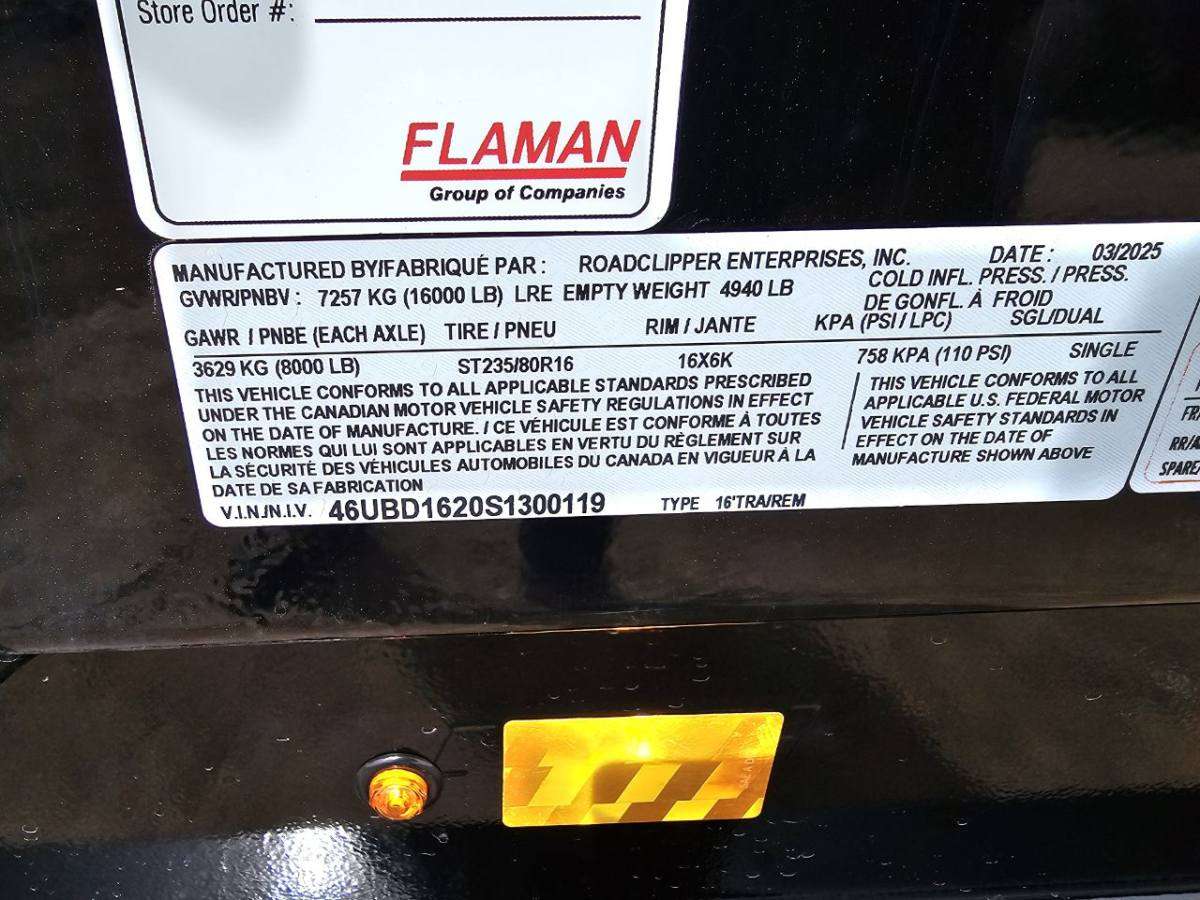 Store Order #:
FLAMAN
Group of Companies
MANUFACTURED BY/FABRIQUÉ PAR : ROADCLIPPER ENTERPRISES, INC. DATE : 03/2025
GVWR/PNBV : 7257 KG (16000 LB) LRE EMPTY WEIGHT 4940 LB COLD INFL. PRESS. / PRESS.
DE GONFL. À FROID
GAWR / PNBE (EACH AXLE) TIRE / PNEU RIM / JANTE KPA (PSI / LPC) SGL/DUAL
3629 KG (8000 LB) ST235/80R16 16X6K 758 KPA (110 PSI) SINGLE
THIS VEHICLE CONFORMS TO ALL APPLICABLE STANDARDS PRESCRIBED
UNDER THE CANADIAN MOTOR VEHICLE SAFETY REGULATIONS IN EFFECT
ON THE DATE OF MANUFACTURE. / CE VÉHICULE EST CONFORME À TOUTES
LES NORMES QUI LUI SONT APPLICABLES EN VERTU DU RÈGLEMENT SUR
LA SÉCURITÉ DES VÉHICULES AUTOMOBILES DU CANADA EN VIGUEUR À LA
DATE DE SA FABRICATION
THIS VEHICLE CONFORMS TO ALL
APPLICABLE U.S. FEDERAL MOTOR
VEHICLE SAFETY STANDARDS IN
EFFECT ON THE DATE OF
MANUFACTURE SHOWN ABOVE
V.I.N./N.I.V. 46UBD1620S1300119 TYPE 16'TRA/REM
SPARE/